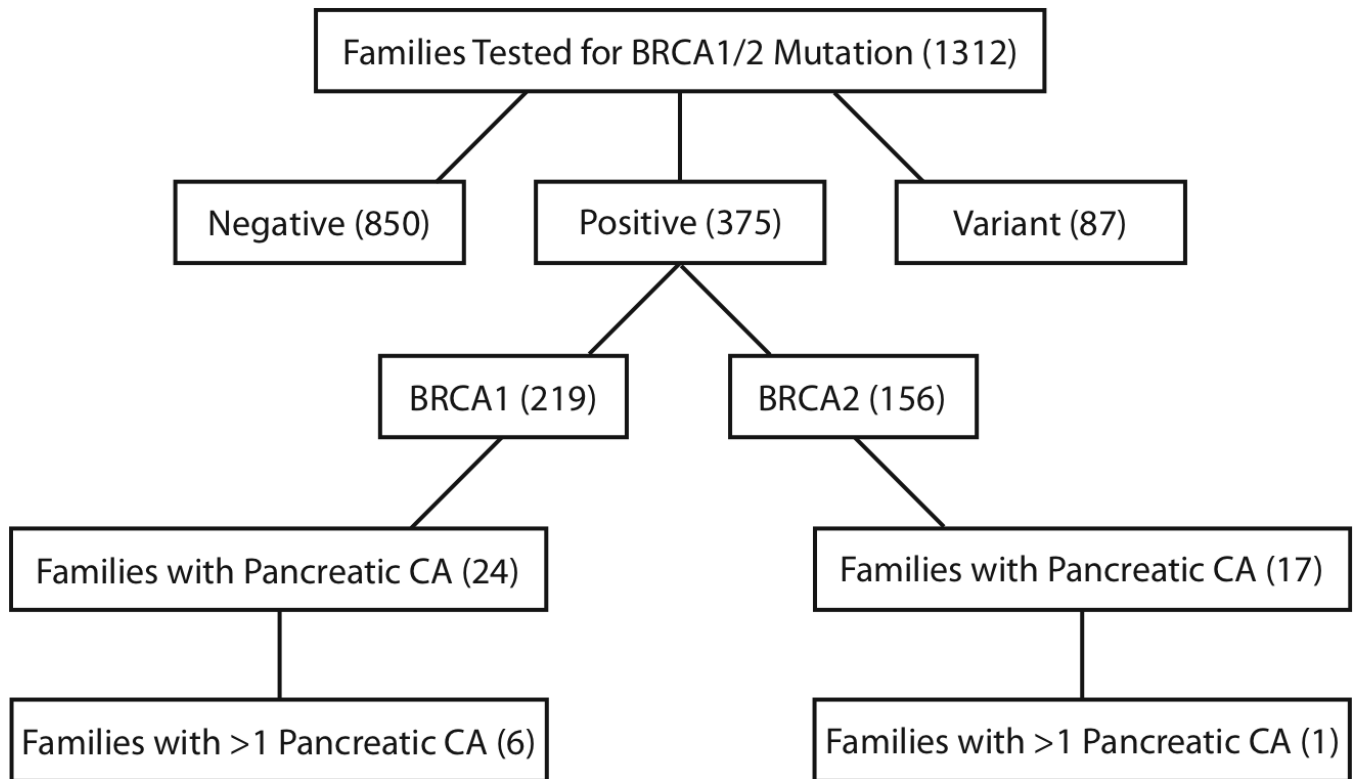 Families Tested for BRCA1/2 Mutation (1312)
Negative (850)
Positive (375)
Variant (87)
BRCA1 (219)
BRCA2 (156)
Families with Pancreatic CA (24)
Families with Pancreatic CA (17)
Families with >1 Pancreatic CA (6)
Families with >1 Pancreatic CA (1)